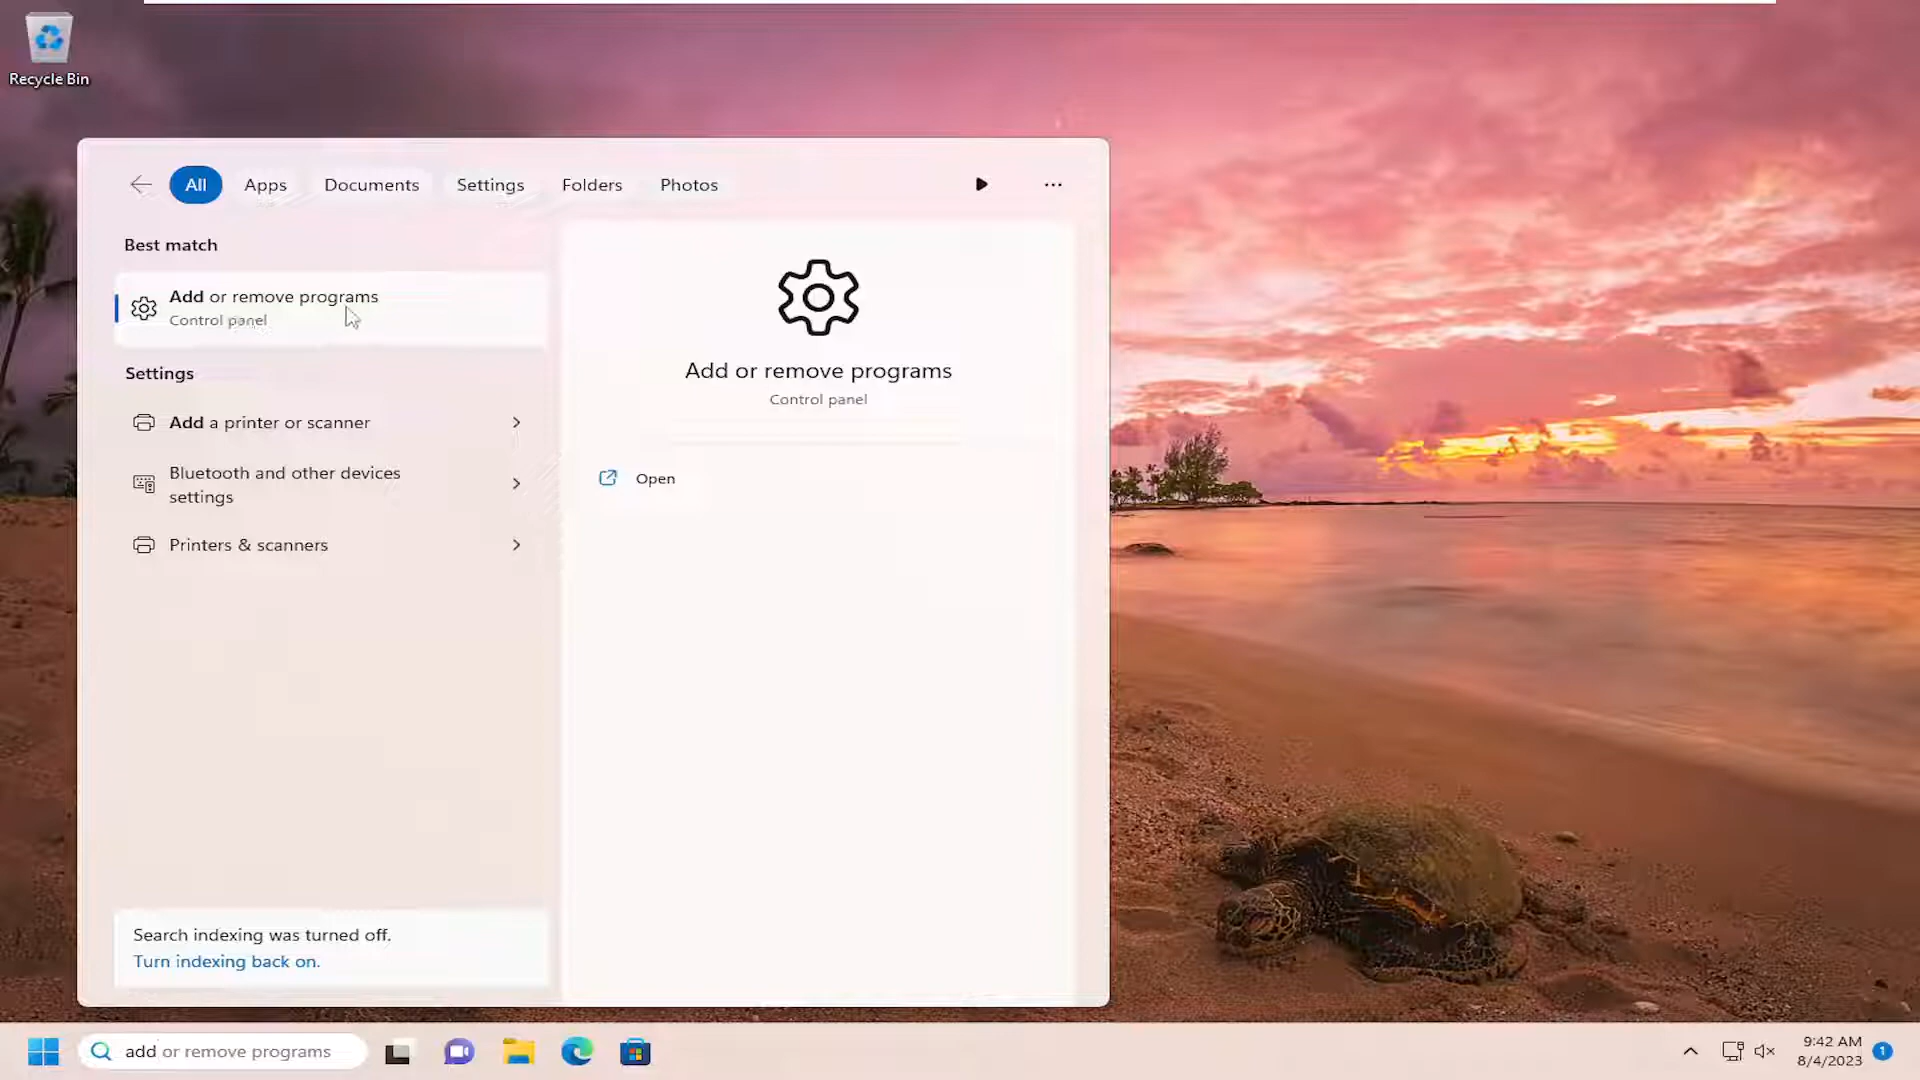 Recycle Bin
All
Apps
Documents
Settings
Folders
Photos
Best match
Add or remove programs
Control panel
Settings
Add a printer or scanner
Bluetooth and other devices
settings
Printers & scanners
Add or remove programs
Control panel
Open
Search indexing was turned off.
Turn indexing back on.
add or remove programs
9:42 AM
8/4/2023
1